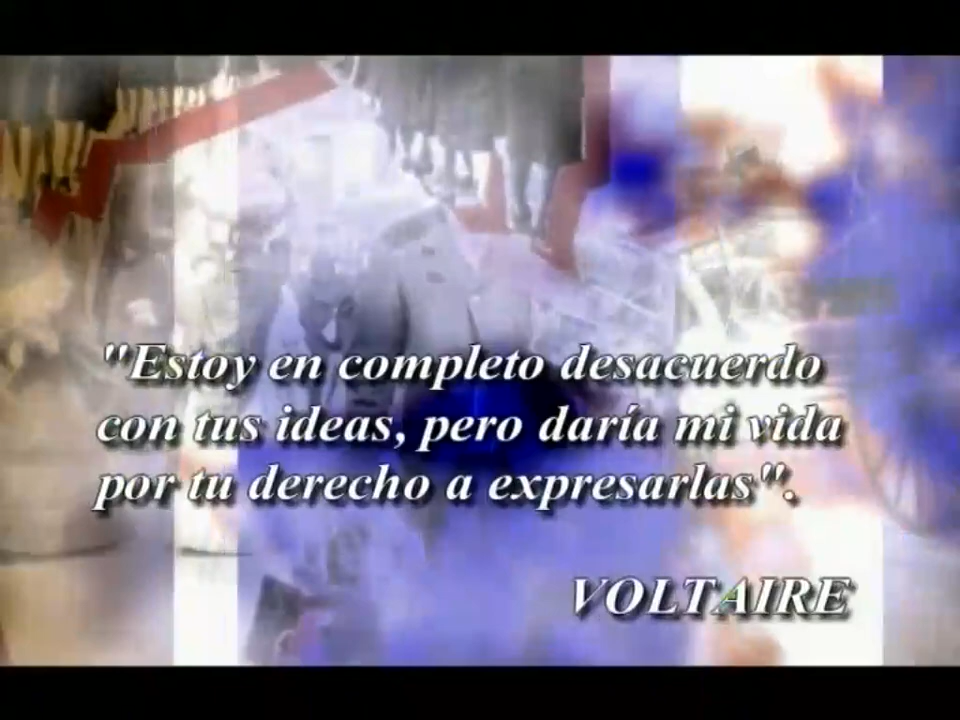 "Estoy en completo desacuerdo
con tus ideas, pero daría mi vida
por tu derecho a expresarlas".
VOLTAIRE